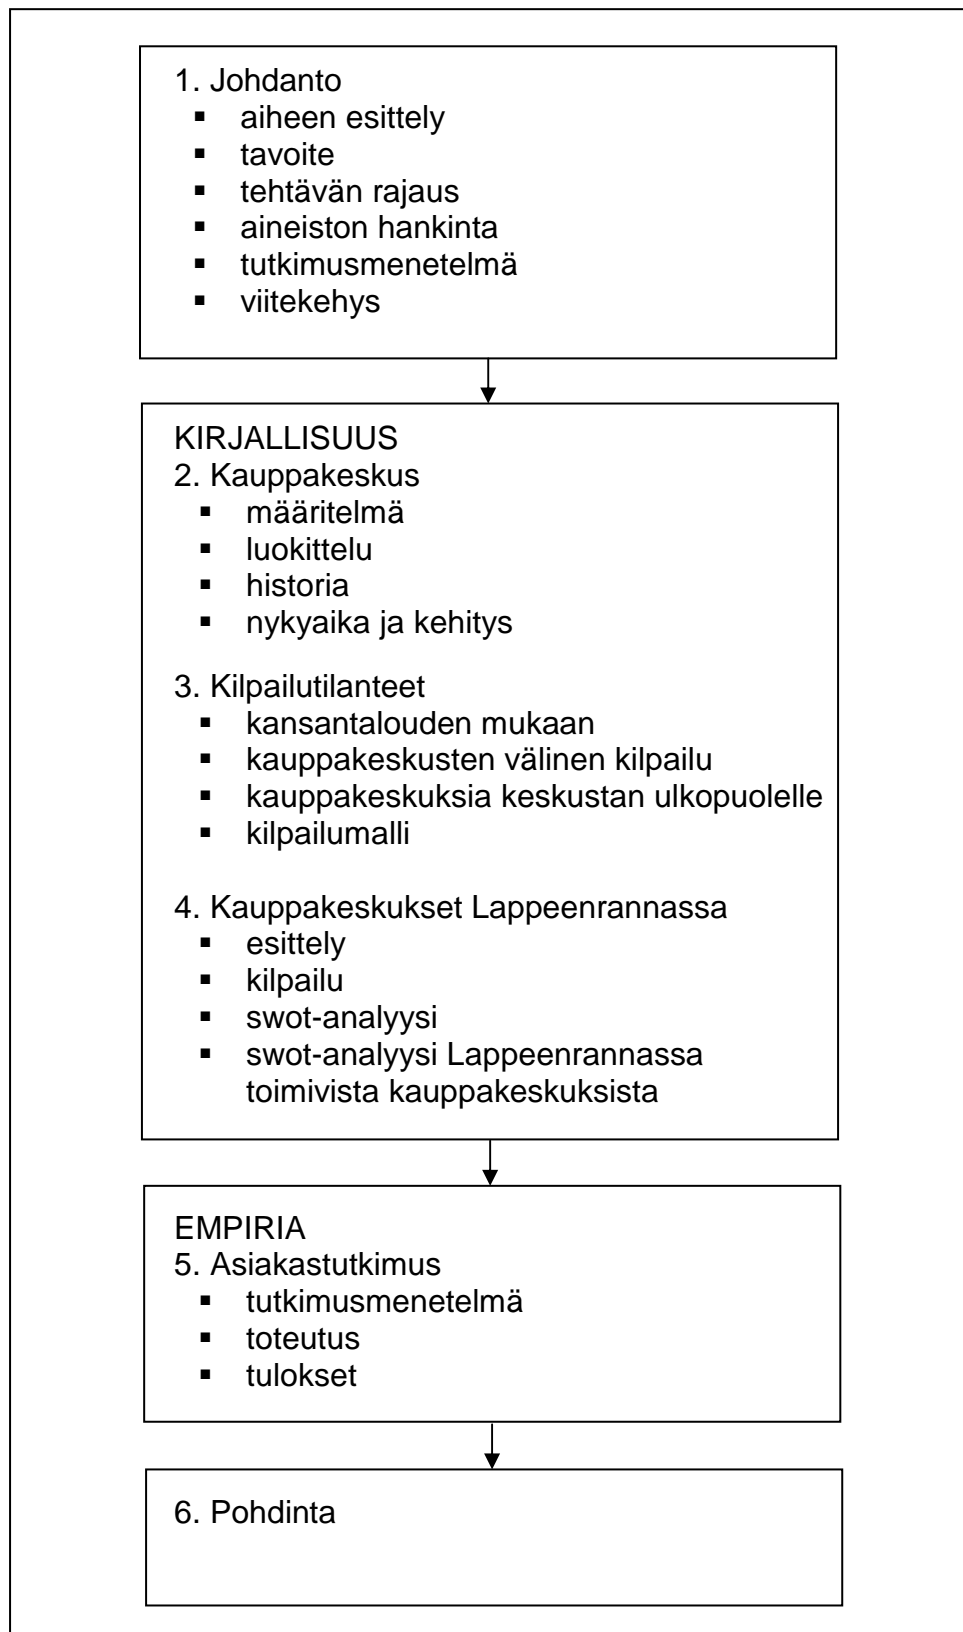 1. Johdanto
▪ aiheen esittely
▪ tavoite
▪ tehtävän rajaus
▪ aineiston hankinta
▪ tutkimusmenetelmä
▪ viitekehys
KIRJALLISUUS
2. Kauppakeskus
▪ määritelmä
▪ luokittelu
▪ historia
▪ nykyaika ja kehitys
3. Kilpailutilanteet
▪ kansantalouden mukaan
▪ kauppakeskusten välinen kilpailu
▪ kauppakeskuksia keskustan ulkopuolelle
▪ kilpailumalli
4. Kauppakeskukset Lappeenrannassa
▪ esittely
▪ kilpailu
▪ swot-analyysi
▪ swot-analyysi Lappeenrannassa
toimivista kauppakeskuksista
EMPIRIA
5. Asiakastutkimus
▪ tutkimusmenetelmä
▪ toteutus
▪ tulokset
6. Pohdinta